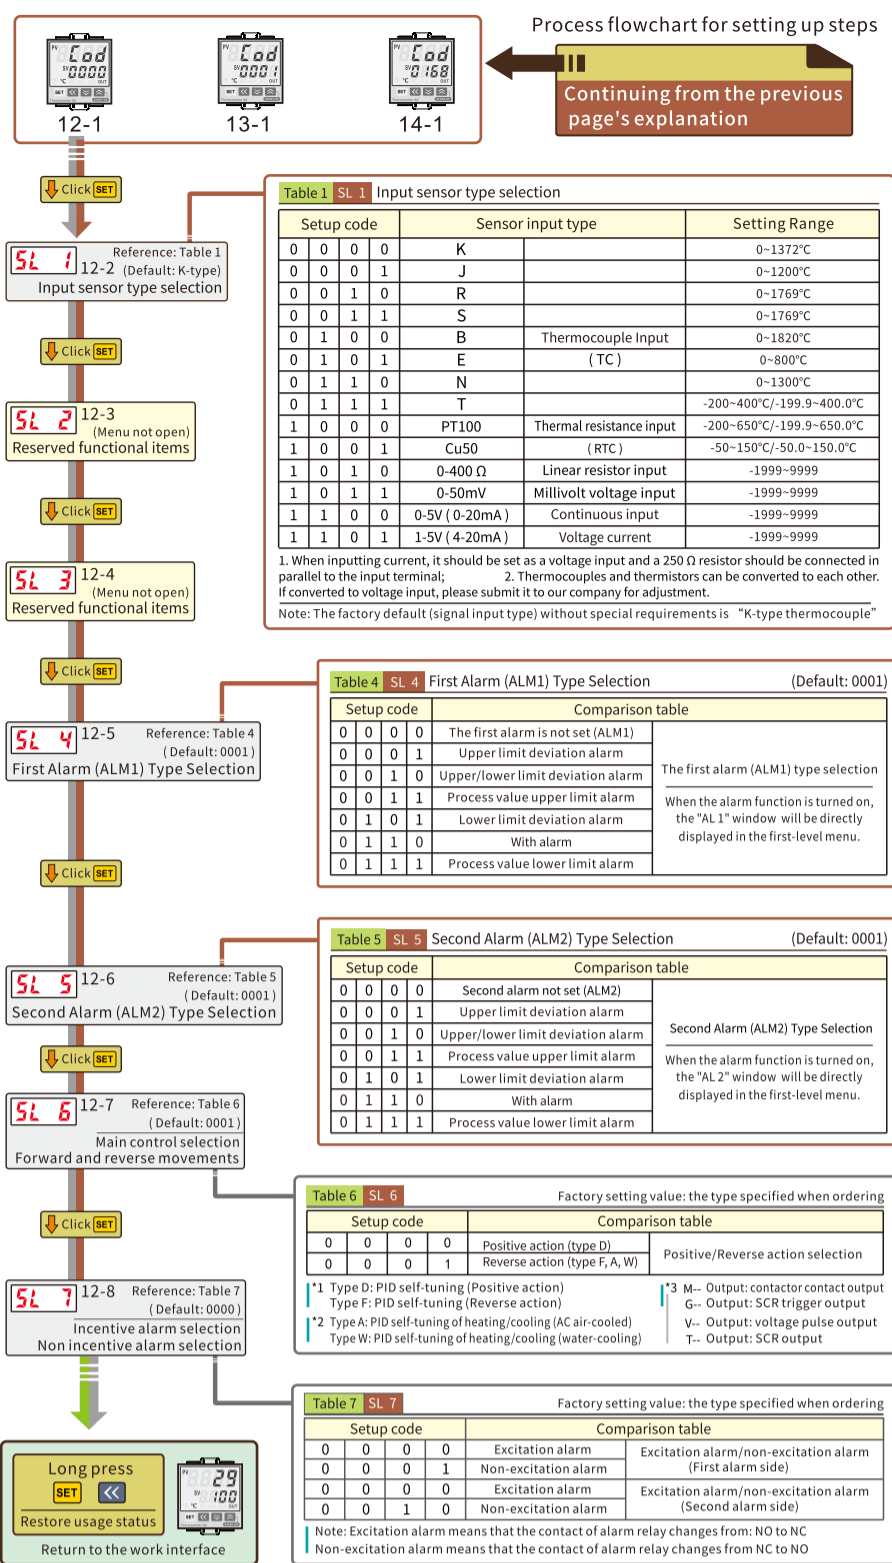 Process flowchart for setting up steps
Continuing from the previous
page's explanation
PV Cod
SV 0000
°C OUT
SET
12-1
PV Cod
SV 0001
°C OUT
SET
13-1
PV Cod
SV 0168
°C OUT
SET
14-1
Click SET
SL 1 12-2 Reference: Table 1
(Default: K-type)
Input sensor type selection
Click SET
SL 2 12-3
(Menu not open)
Reserved functional items
Click SET
SL 3 12-4
(Menu not open)
Reserved functional items
Click SET
SL 4 12-5 Reference: Table 4
( Default: 0001 )
First Alarm (ALM1) Type Selection
Click SET
SL 5 12-6 Reference: Table 5
( Default: 0001 )
Second Alarm (ALM2) Type Selection
Click SET
SL 6 12-7 Reference: Table 6
( Default: 0001 )
Main control selection
Forward and reverse movements
Click SET
SL 7 12-8 Reference: Table 7
( Default: 0000 )
Incentive alarm selection
Non incentive alarm selection
Long press
SET <<
Restore usage status
PV 29
SV 100
°C OUT
SET
Return to the work interface
Table 1 SL 1 Input sensor type selection
Setup code Sensor input type Setting Range
0 0 0 0 K 0~1372℃
0 0 0 1 J 0~1200℃
0 0 1 0 R 0~1769℃
0 0 1 1 S 0~1769℃
0 1 0 0 B Thermocouple Input 0~1820℃
0 1 0 1 E ( TC ) 0~800℃
0 1 1 0 N 0~1300℃
0 1 1 1 T -200~400℃/-199.9~400.0℃
1 0 0 0 PT100 Thermal resistance input -200~650℃/-199.9~650.0℃
1 0 0 1 Cu50 ( RTC ) -50~150℃/-50.0~150.0℃
1 0 1 0 0-400 Ω Linear resistor input -1999~9999
1 0 1 1 0-50mV Millivolt voltage input -1999~9999
1 1 0 0 0-5V ( 0-20mA ) Continuous input -1999~9999
1 1 0 1 1-5V ( 4-20mA ) Voltage current -1999~9999
1. When inputting current, it should be set as a voltage input and a 250 Ω resistor should be connected in
parallel to the input terminal; 2. Thermocouples and thermistors can be converted to each other.
If converted to voltage input, please submit it to our company for adjustment.
Note: The factory default (signal input type) without special requirements is “K-type thermocouple”
Table 4 SL 4 First Alarm (ALM1) Type Selection (Default: 0001)
Setup code Comparison table
0 0 0 0 The first alarm is not set (ALM1)
0 0 0 1 Upper limit deviation alarm
0 0 1 0 Upper/lower limit deviation alarm
0 0 1 1 Process value upper limit alarm
0 1 0 1 Lower limit deviation alarm
0 1 1 0 With alarm
0 1 1 1 Process value lower limit alarm
The first alarm (ALM1) type selection
When the alarm function is turned on,
the "AL 1" window will be directly
displayed in the first-level menu.
Table 5 SL 5 Second Alarm (ALM2) Type Selection (Default: 0001)
Setup code Comparison table
0 0 0 0 Second alarm not set (ALM2)
0 0 0 1 Upper limit deviation alarm
0 0 1 0 Upper/lower limit deviation alarm
0 0 1 1 Process value upper limit alarm
0 1 0 1 Lower limit deviation alarm
0 1 1 0 With alarm
0 1 1 1 Process value lower limit alarm
Second Alarm (ALM2) Type Selection
When the alarm function is turned on,
the "AL 2" window will be directly
displayed in the first-level menu.
Table 6 SL 6 Factory setting value: the type specified when ordering
Setup code Comparison table
0 0 0 0 Positive action (type D)
0 0 0 1 Reverse action (type F, A, W)
Positive/Reverse action selection
*1 Type D: PID self-tuning (Positive action)
Type F: PID self-tuning (Reverse action)
*2 Type A: PID self-tuning of heating/cooling (AC air-cooled)
Type W: PID self-tuning of heating/cooling (water-cooling)
*3 M-- Output: contactor contact output
G-- Output: SCR trigger output
V-- Output: voltage pulse output
T-- Output: SCR output
Table 7 SL 7 Factory setting value: the type specified when ordering
Setup code Comparison table
0 0 0 0 Excitation alarm
0 0 0 1 Non-excitation alarm
Excitation alarm/non-excitation alarm
(First alarm side)
0 0 0 0 Excitation alarm
0 0 1 0 Non-excitation alarm
Excitation alarm/non-excitation alarm
(Second alarm side)
Note: Excitation alarm means that the contact of alarm relay changes from: NO to NC
Non-excitation alarm means that the contact of alarm relay changes from NC to NO